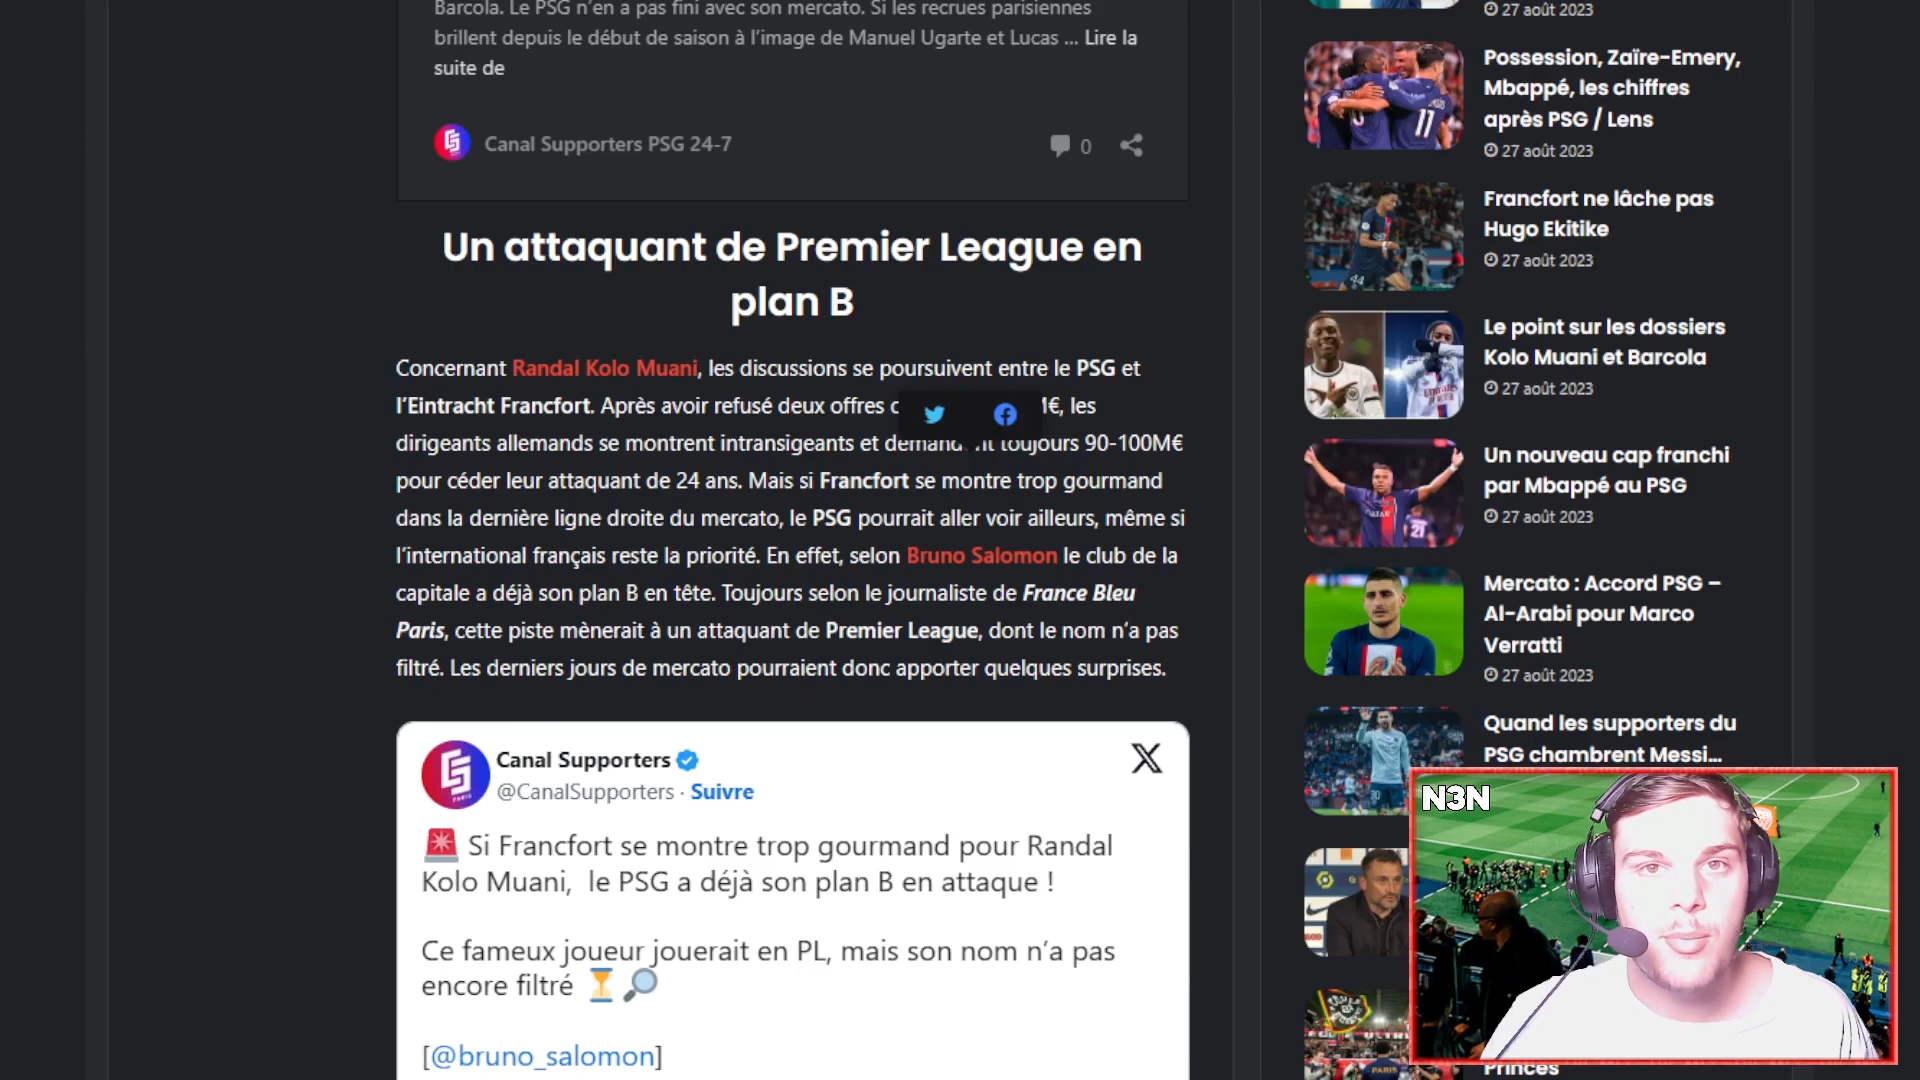 Barcola. Le PSG n'en a pas fini avec son mercato. Si les recrues parisiennes
brillent depuis le début de saison à l'image de Manuel Ugarte et Lucas ... Lire la
suite de
Canal Supporters PSG 24-7
0
Un attaquant de Premier League en
plan B
Concernant Randal Kolo Muani, les discussions se poursuivent entre le PSG et
l'Eintracht Francfort. Après avoir refusé deux offres M€, les
dirigeants allemands se montrent intransigeants et toujours 90-100M€
pour céder leur attaquant de 24 ans. Mais si Francfort se montre trop gourmand
dans la dernière ligne droite du mercato, le PSG pourrait aller voir ailleurs, même si
l'international français reste la priorité. En effet, selon Bruno Salomon le club de la
capitale a déjà son plan B en tête. Toujours selon le journaliste de France Bleu
Paris, cette piste mènerait à un attaquant de Premier League, dont le nom n'a pas
filtré. Les derniers jours de mercato pourraient donc apporter quelques surprises.
Canal Supporters
@CanalSupporters · Suivre
Si Francfort se montre trop gourmand pour Randal
Kolo Muani, le PSG a déjà son plan B en attaque !
Ce fameux joueur jouerait en PL, mais son nom n'a pas
encore filtré
[@bruno_salomon]
27 août 2023
Possession, Zaïre-Emery,
Mbappé, les chiffres
après PSG / Lens
27 août 2023
Francfort ne lâche pas
Hugo Ekitike
27 août 2023
Le point sur les dossiers
Kolo Muani et Barcola
27 août 2023
Un nouveau cap franchi
par Mbappé au PSG
27 août 2023
Mercato : Accord PSG –
Al-Arabi pour Marco
Verratti
27 août 2023
Quand les supporters du
PSG chambrent Messi...
N3N
Princes